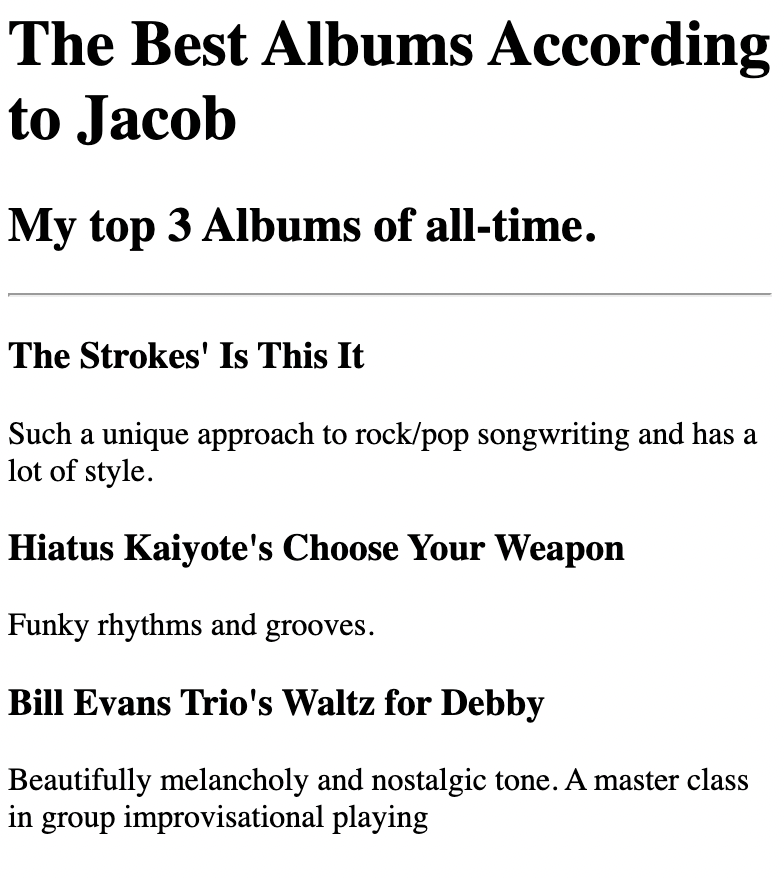 The Best Albums According
to Jacob
My top 3 Albums of all-time.
The Strokes' Is This It
Such a unique approach to rock/pop songwriting and has a
lot of style.
Hiatus Kaiyote's Choose Your Weapon
Funky rhythms and grooves.
Bill Evans Trio's Waltz for Debby
Beautifully melancholy and nostalgic tone. A master class
in group improvisational playing